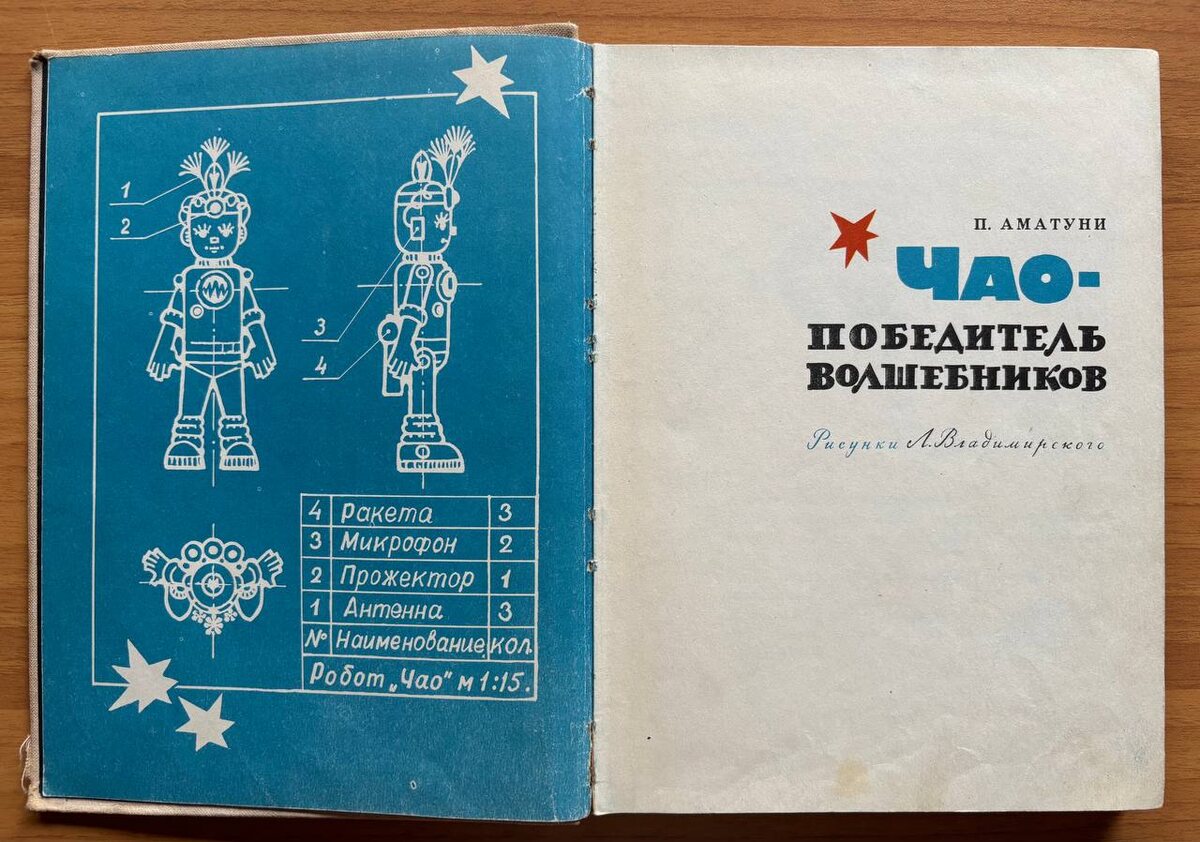 1
2
3
4
4 Ракета 3
3 Микрофон 2
2 Прожектор 1
1 Антенна 3
№ Наименование кол.
Робот „Чао" м 1:15.
П. АМАТУНИ
ЧАО-
ПОБЕДИТЕЛЬ
ВОЛШЕБНИКОВ
Рисунки Л. Владимирского